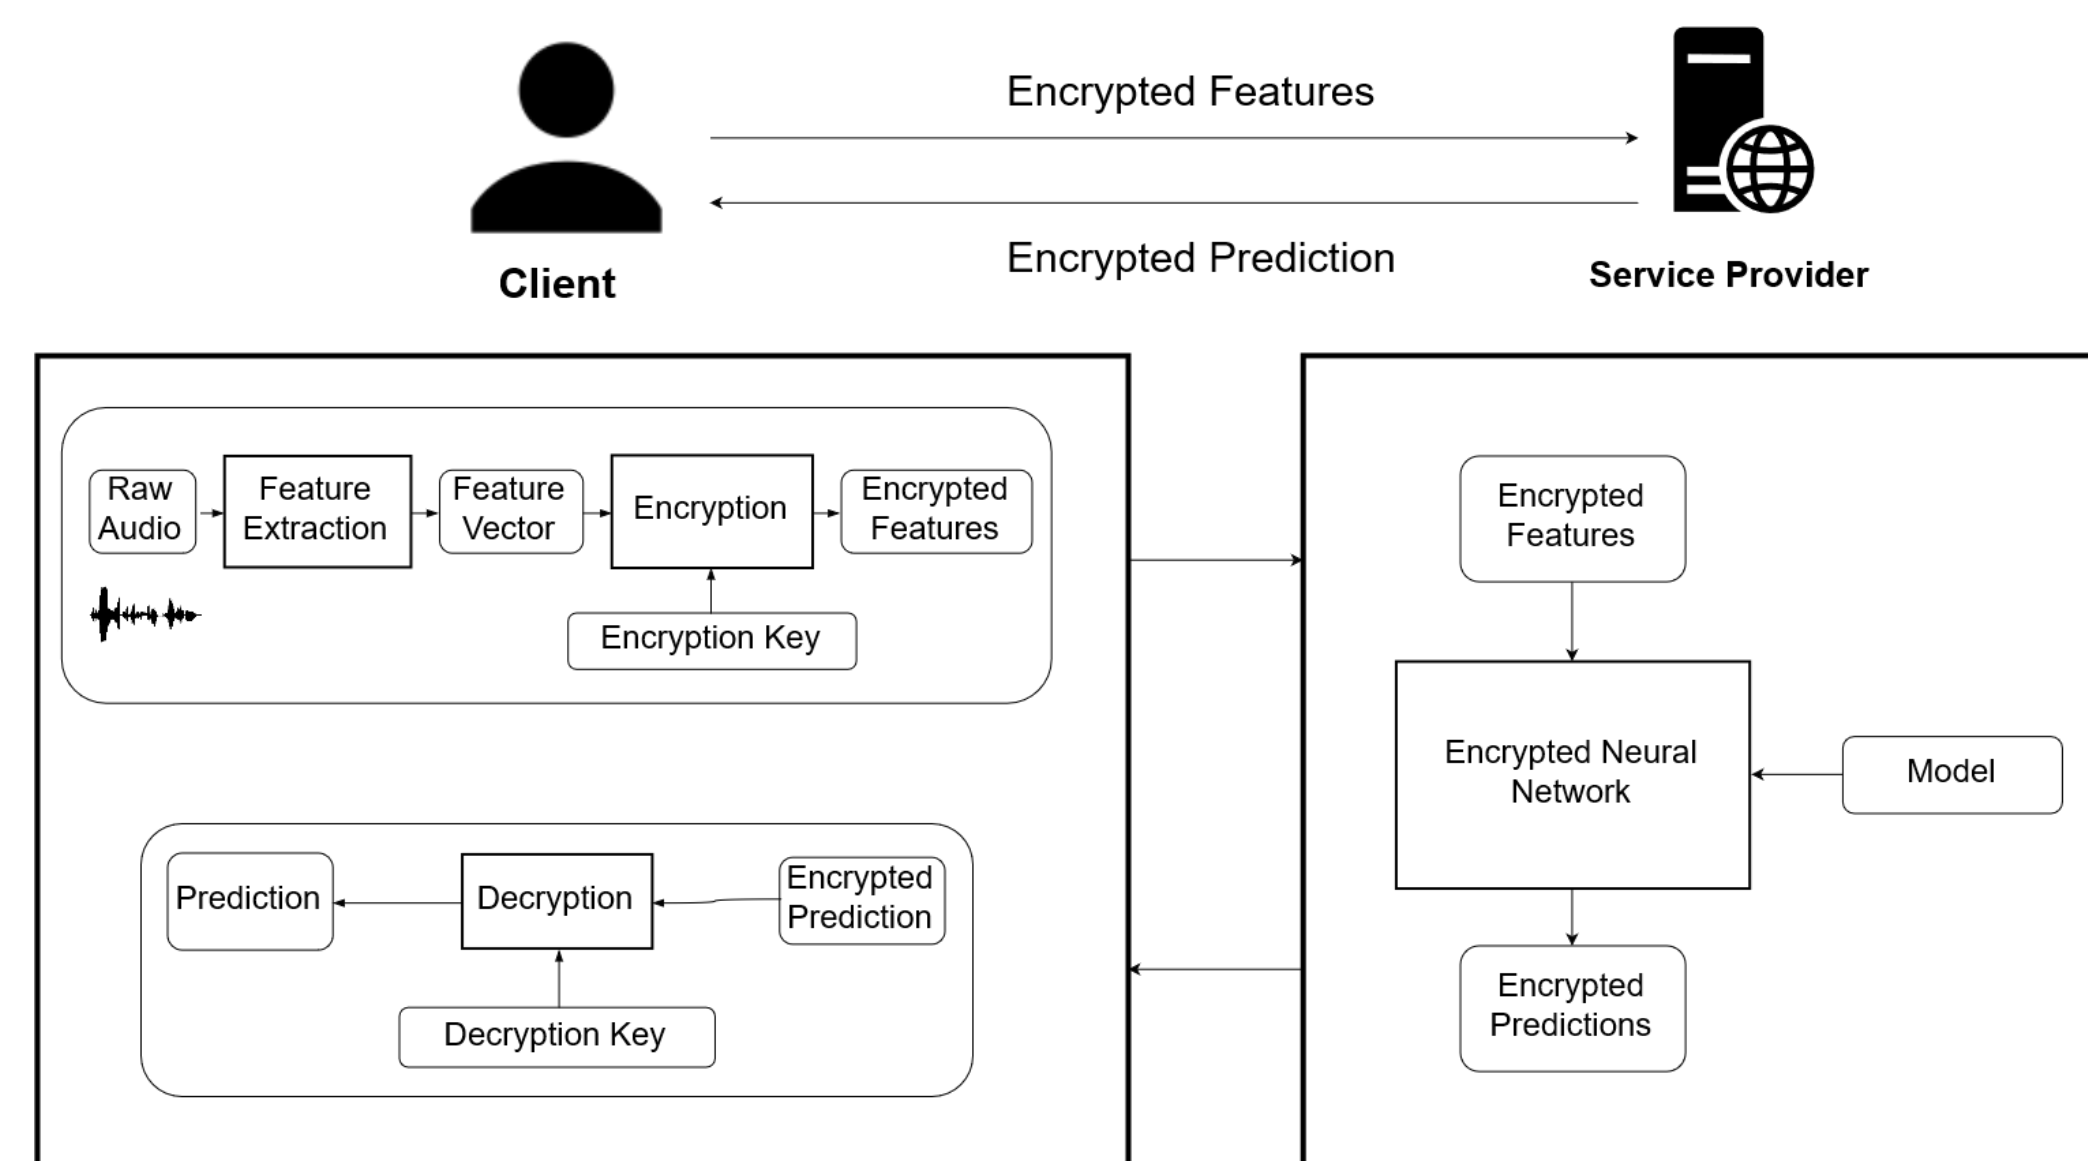 Encrypted Features
Encrypted Prediction
Client
Service Provider
Raw
Audio
Feature
Extraction
Feature
Vector
Encryption
Encrypted
Features
Encryption Key
Prediction
Decryption
Encrypted
Prediction
Decryption Key
Encrypted
Features
Encrypted Neural
Network
Model
Encrypted
Predictions